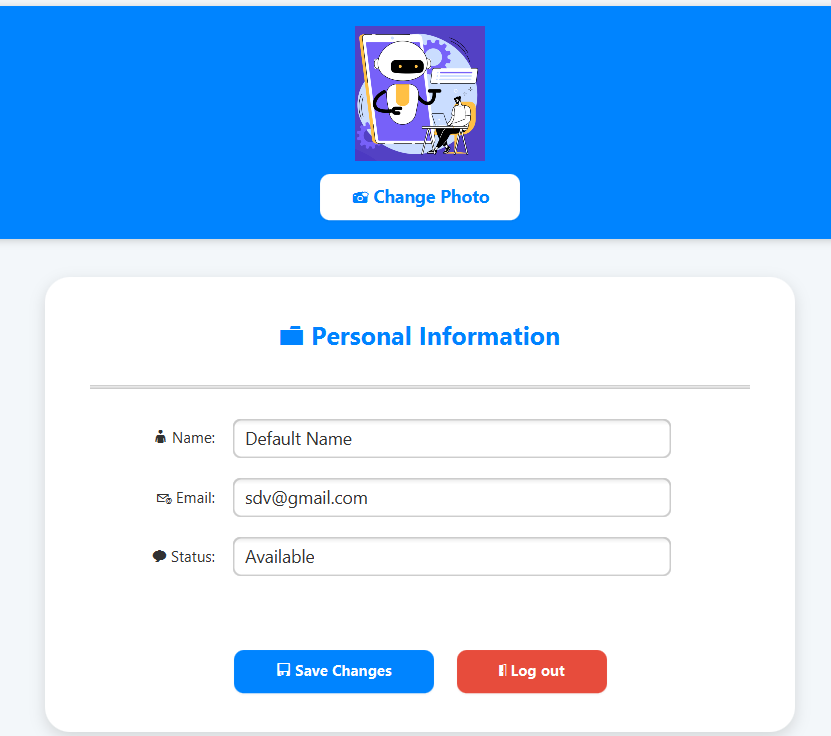 Change Photo
Personal Information
Name: Default Name
Email: sdv@gmail.com
Status: Available
Save Changes Log out